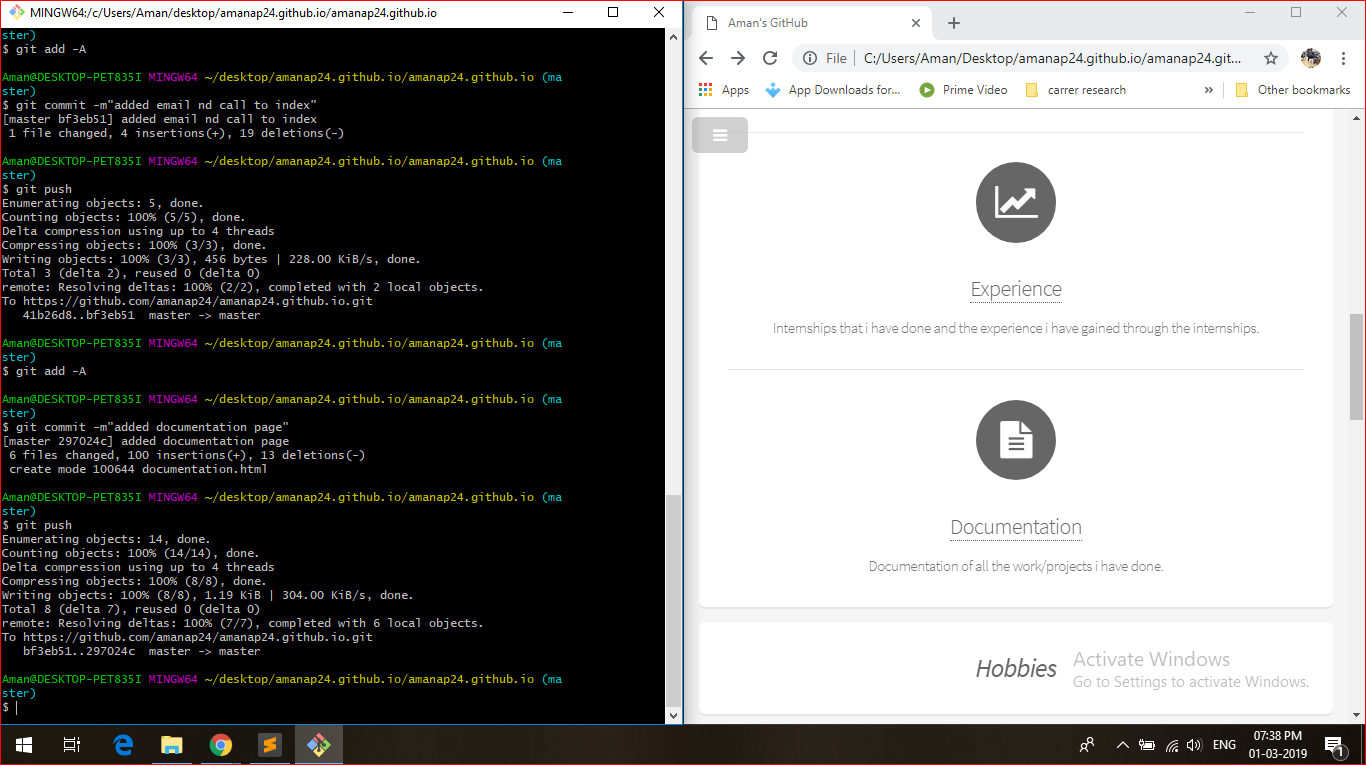 MINGW64:/c/Users/Aman/desktop/amanap24.github.io/amanap24.github.io
ster)
$ git add -A
Aman@DESKTOP-PET835I MINGW64 ~/desktop/amanap24.github.io/amanap24.github.io (ma
ster)
$ git commit -m"added email nd call to index"
[master bf3eb51] added email nd call to index
1 file changed, 4 insertions(+), 19 deletions(-)
Aman@DESKTOP-PET835I MINGW64 ~/desktop/amanap24.github.io/amanap24.github.io (ma
ster)
$ git push
Enumerating objects: 5, done.
Counting objects: 100% (5/5), done.
Delta compression using up to 4 threads
Compressing objects: 100% (3/3), done.
Writing objects: 100% (3/3), 456 bytes | 228.00 KiB/s, done.
Total 3 (delta 2), reused 0 (delta 0)
remote: Resolving deltas: 100% (2/2), completed with 2 local objects.
To https://github.com/amanap24/amanap24.github.io.git
41b26d8..bf3eb51  master -> master
Aman@DESKTOP-PET835I MINGW64 ~/desktop/amanap24.github.io/amanap24.github.io (ma
ster)
$ git add -A
Aman@DESKTOP-PET835I MINGW64 ~/desktop/amanap24.github.io/amanap24.github.io (ma
ster)
$ git commit -m"added documentation page"
[master 297024c] added documentation page
6 files changed, 100 insertions(+), 13 deletions(-)
create mode 100644 documentation.html
Aman@DESKTOP-PET835I MINGW64 ~/desktop/amanap24.github.io/amanap24.github.io (ma
ster)
$ git push
Enumerating objects: 14, done.
Counting objects: 100% (14/14), done.
Delta compression using up to 4 threads
Compressing objects: 100% (8/8), done.
Writing objects: 100% (8/8), 1.19 KiB | 304.00 KiB/s, done.
Total 8 (delta 7), reused 0 (delta 0)
remote: Resolving deltas: 100% (7/7), completed with 6 local objects.
To https://github.com/amanap24/amanap24.github.io.git
bf3eb51..297024c  master -> master
Aman@DESKTOP-PET835I MINGW64 ~/desktop/amanap24.github.io/amanap24.github.io (ma
ster)
$
Aman's GitHub
File | C:/Users/Aman/Desktop/amanap24.github.io/amanap24.git...
Apps App Downloads for... Prime Video carrer research » Other bookmarks
Experience
Internships that i have done and the experience i have gained through the internships.
Documentation
Documentation of all the work/projects i have done.
Hobbies
Activate Windows
Go to Settings to activate Windows.
ENG
07:38 PM
01-03-2019
1